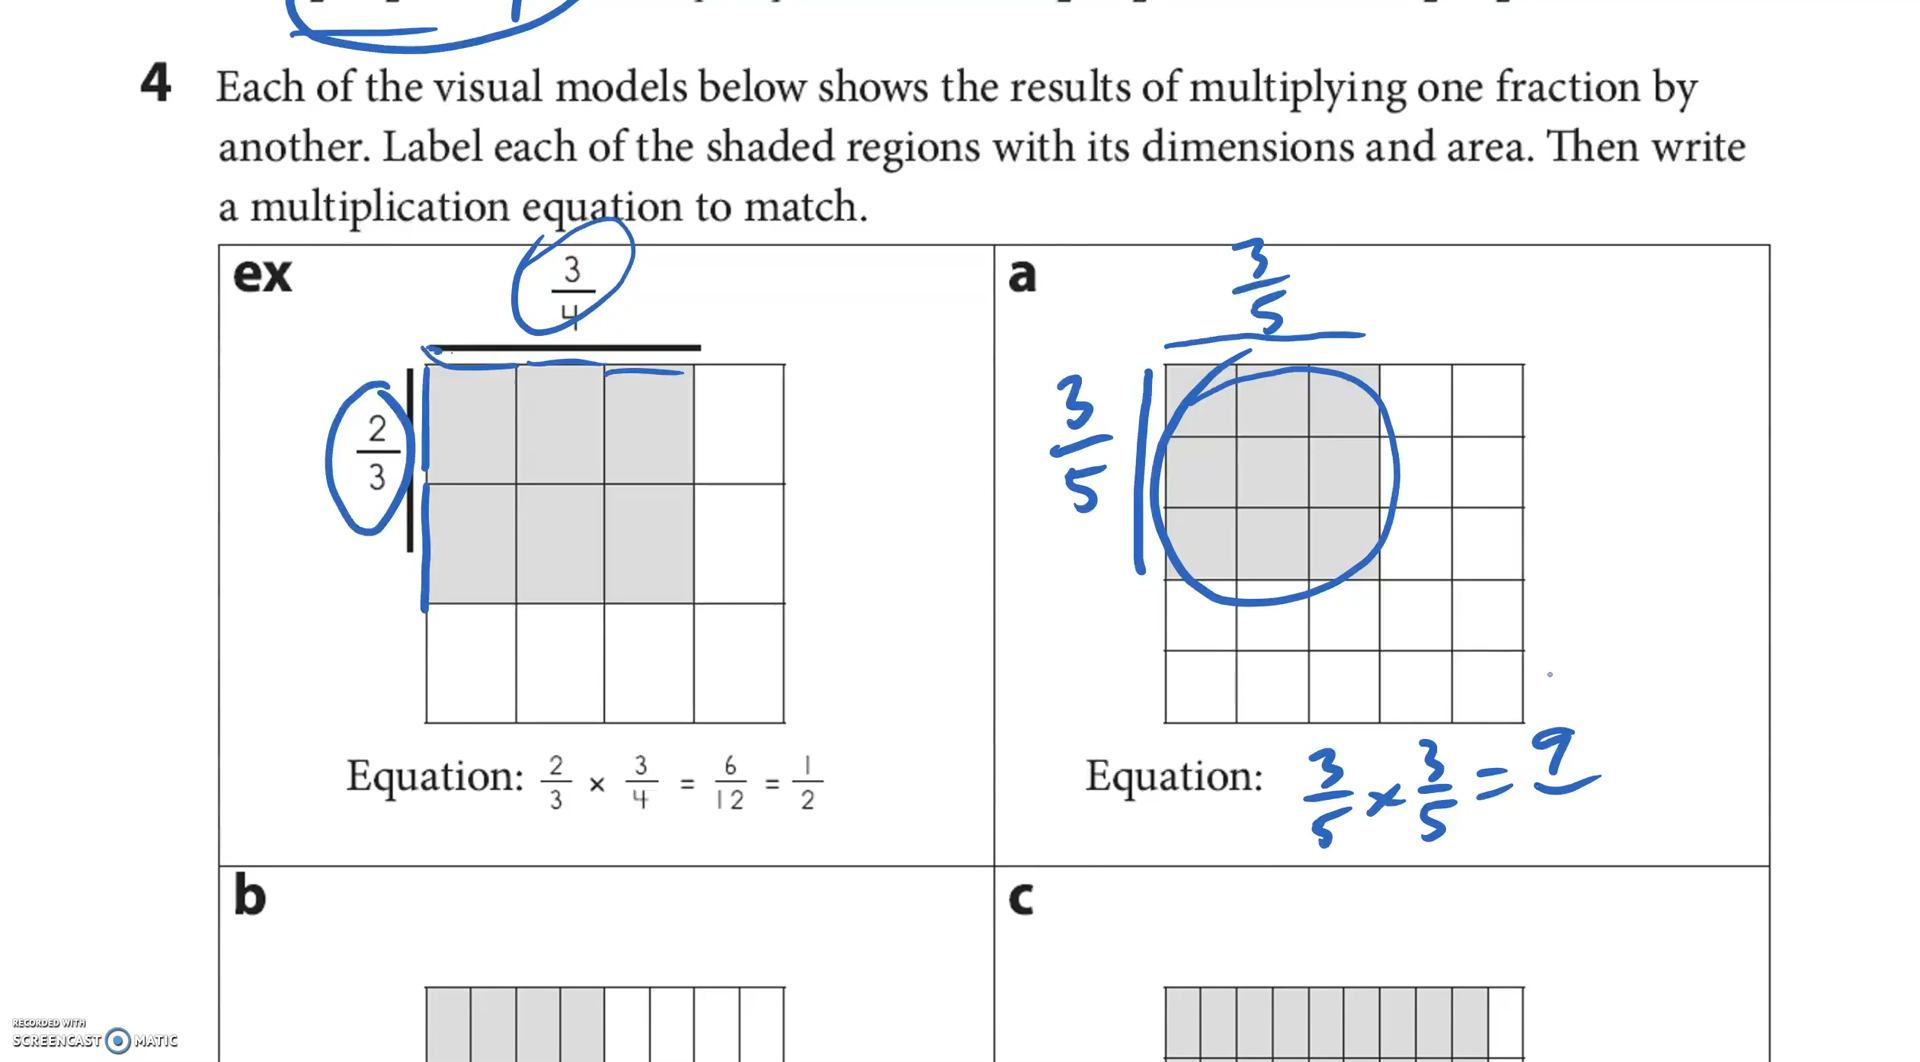 4 Each of the visual models below shows the results of multiplying one fraction by
another. Label each of the shaded regions with its dimensions and area. Then write
a multiplication equation to match.
ex
3/4
2/3
Equation: 2/3 × 3/4 = 6/12 = 1/2
a
3/5
3/5
Equation: 3/5 × 3/5 = 9
b
c
RECORDED WITH
SCREENCAST MATIC